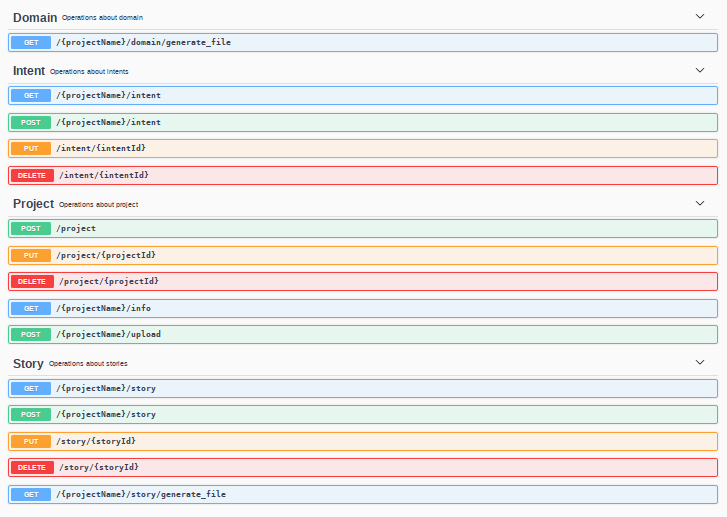 Domain Operations about domain
GET /{projectName}/domain/generate_file
Intent Operations about Intents
GET /{projectName}/intent
POST /{projectName}/intent
PUT /intent/{intentId}
DELETE /intent/{intentId}
Project Operations about project
POST /project
PUT /project/{projectId}
DELETE /project/{projectId}
GET /{projectName}/info
POST /{projectName}/upload
Story Operations about stories
GET /{projectName}/story
POST /{projectName}/story
PUT /story/{storyId}
DELETE /story/{storyId}
GET /{projectName}/story/generate_file